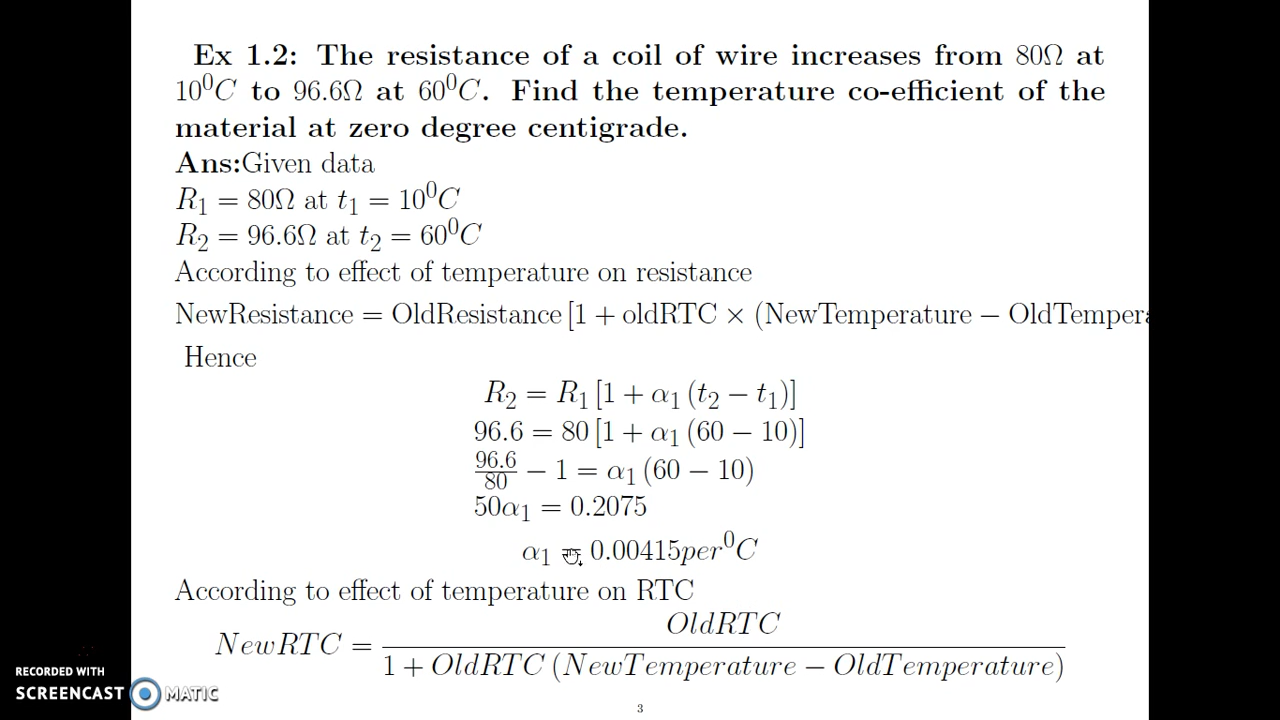 Ex 1.2: The resistance of a coil of wire increases from 80Ω at
10⁰C to 96.6Ω at 60⁰C. Find the temperature co-efficient of the
material at zero degree centigrade.
Ans:Given data
R₁ = 80Ω at t₁ = 10⁰C
R₂ = 96.6Ω at t₂ = 60⁰C
According to effect of temperature on resistance
NewResistance = OldResistance [1 + oldRTC × (NewTemperature − OldTempera
Hence
R₂ = R₁ [1 + α₁ (t₂ − t₁)]
96.6 = 80 [1 + α₁ (60 − 10)]
96.6/80 − 1 = α₁ (60 − 10)
50α₁ = 0.2075
α₁ = 0.00415per⁰C
According to effect of temperature on RTC
NewRTC = OldRTC / 1 + OldRTC (NewTemperature − OldTemperature)
RECORDED WITH
SCREENCAST MATIC
3